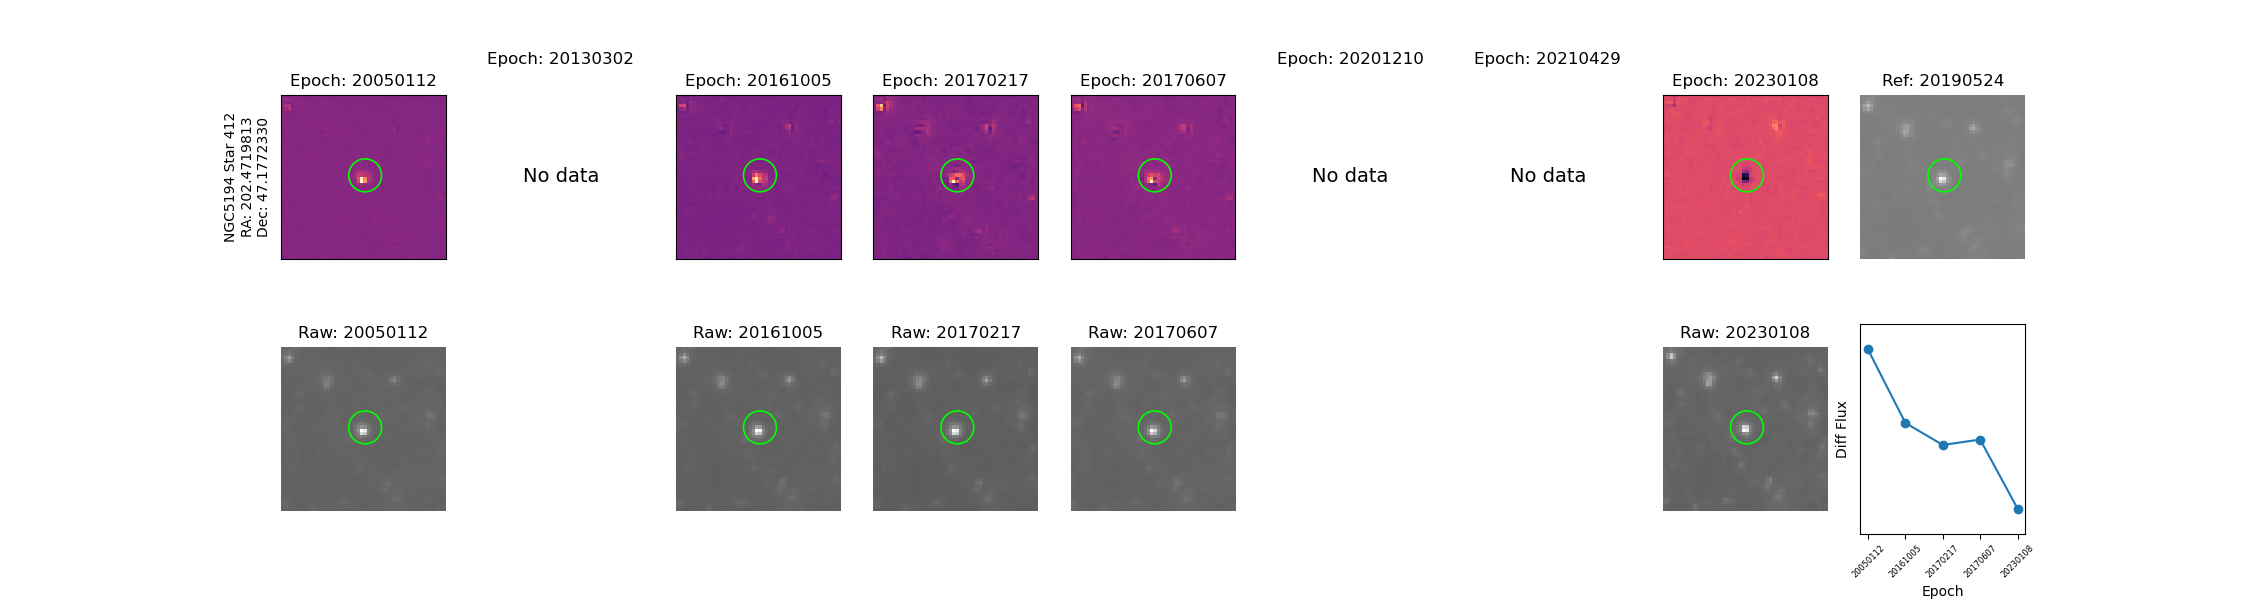 Epoch: 20130302
Epoch: 20201210
Epoch: 20210429
Epoch: 20050112
Epoch: 20161005
Epoch: 20170217
Epoch: 20170607
Epoch: 20230108
Ref: 20190524
NGC5194 Star 412
RA: 202.4719813
Dec: 47.1772330
No data
No data
No data
Raw: 20050112
Raw: 20161005
Raw: 20170217
Raw: 20170607
Raw: 20230108
Diff Flux
20050112
20161005
20170217
20170607
20230108
Epoch